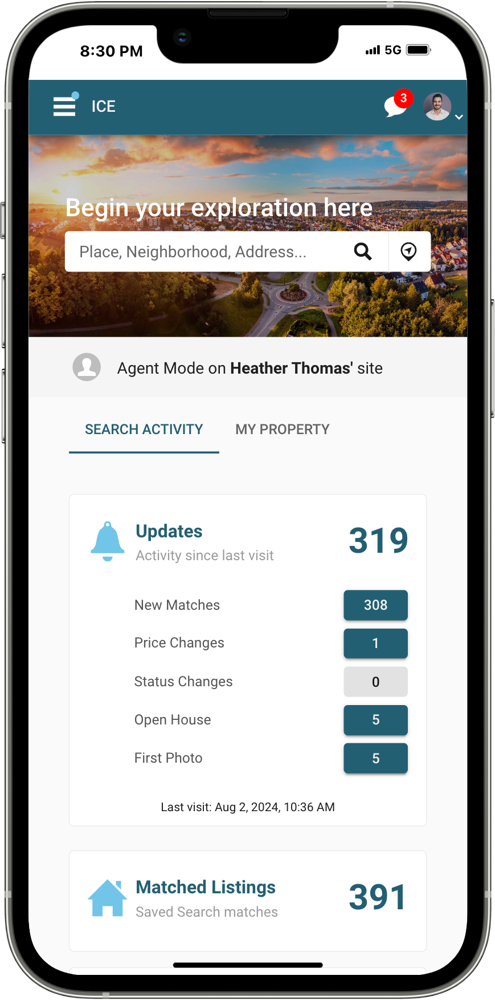 8:30 PM
5G
ICE
3
Begin your exploration here
Place, Neighborhood, Address...
Agent Mode on Heather Thomas' site
SEARCH ACTIVITY MY PROPERTY
Updates
319
Activity since last visit
New Matches 308
Price Changes 1
Status Changes 0
Open House 5
First Photo 5
Last visit: Aug 2, 2024, 10:36 AM
Matched Listings
391
Saved Search matches